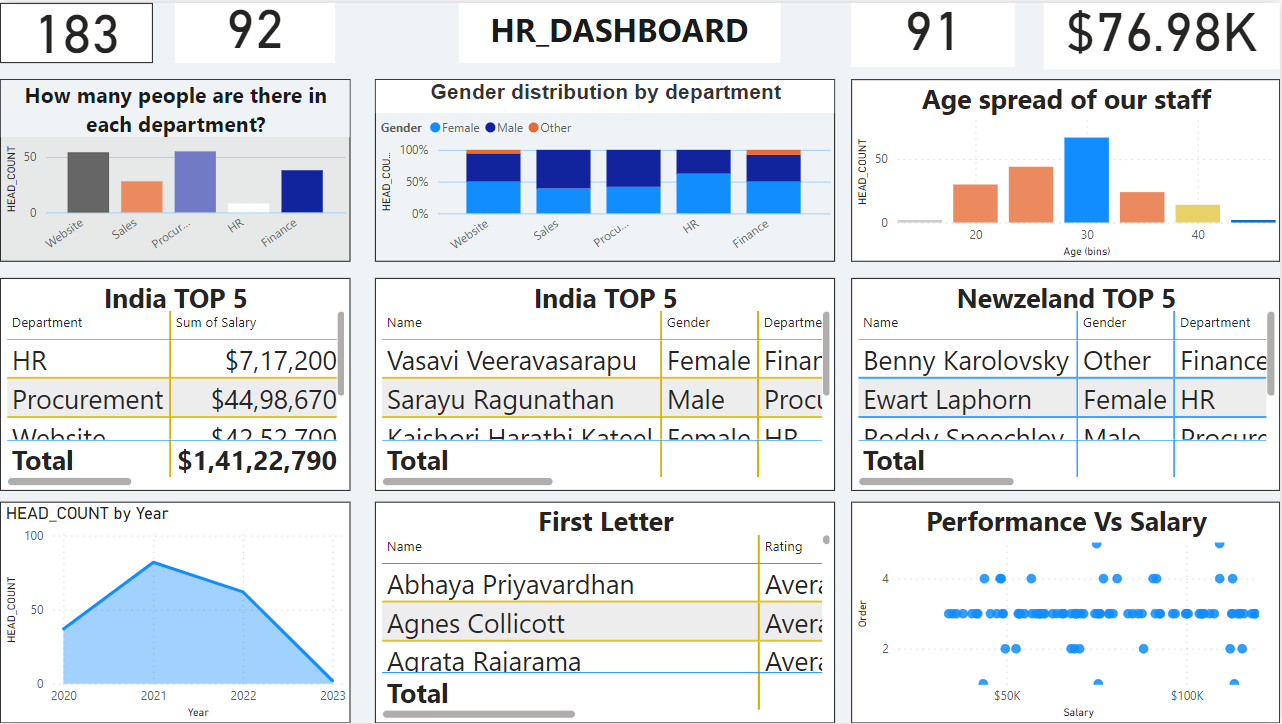 183
92
HR_DASHBOARD
91
$76.98K
How many people are there in
each department?
HEAD_COUNT
50
0
Website
Sales
Procur...
HR
Finance
Gender distribution by department
Gender Female Male Other
HEAD_COU...
100%
50%
0%
Website
Sales
Procu...
HR
Finance
Age spread of our staff
HEAD_COUNT
50
0
20 30 40
Age (bins)
India TOP 5
Department Sum of Salary
HR $7,17,200
Procurement $44,98,670
Website $42,52,700
Total $1,41,22,790
India TOP 5
Name Gender Departme
Vasavi Veeravasarapu Female Finan
Sarayu Ragunathan Male Procu
Kaishori Harathi Kateel Female HR
Total
Newzeland TOP 5
Name Gender Department
Benny Karolovsky Other Finance
Ewart Laphorn Female HR
Roddy Speechley Male Procure
Total
HEAD_COUNT by Year
HEAD_COUNT
100
50
0
2020 2021 2022 2023
Year
First Letter
Name Rating
Abhaya Priyavardhan Avera
Agnes Collicott Avera
Agrata Rajarama Avera
Total
Performance Vs Salary
Order
4
2
$50K $100K
Salary